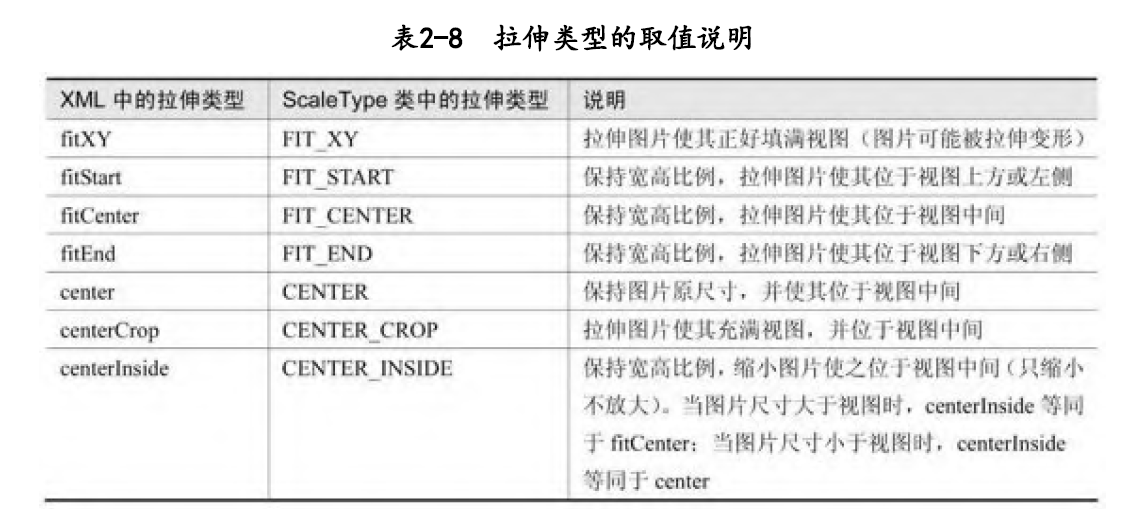 表2-8 拉伸类型的取值说明
XML 中的拉伸类型 ScaleType 类中的拉伸类型 说明
fitXY FIT_XY 拉伸图片使其正好填满视图（图片可能被拉伸变形）
fitStart FIT_START 保持宽高比例，拉伸图片使其位于视图上方或左侧
fitCenter FIT_CENTER 保持宽高比例，拉伸图片使其位于视图中间
fitEnd FIT_END 保持宽高比例，拉伸图片使其位于视图下方或右侧
center CENTER 保持图片原尺寸，并使其位于视图中间
centerCrop CENTER_CROP 拉伸图片使其充满视图，并位于视图中间
centerInside CENTER_INSIDE 保持宽高比例，缩小图片使之位于视图中间（只缩小
不放大）。当图片尺寸大于视图时，centerInside 等同
于 fitCenter；当图片尺寸小于视图时，centerInside
等同于 center